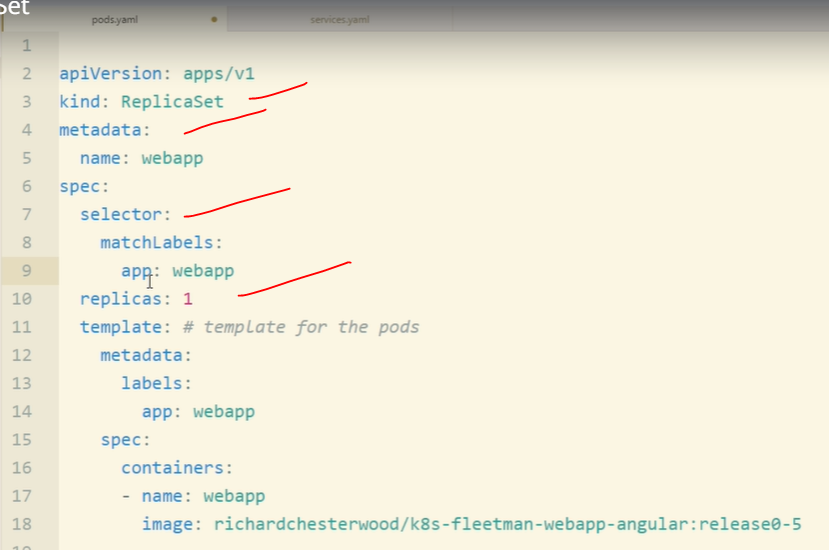 Set
pods.yaml services.yaml
1
2 apiVersion: apps/v1
3 kind: ReplicaSet
4 metadata:
5   name: webapp
6 spec:
7   selector:
8     matchLabels:
9       app: webapp
10   replicas: 1
11   template: # template for the pods
12     metadata:
13       labels:
14         app: webapp
15     spec:
16       containers:
17       - name: webapp
18         image: richardchesterwood/k8s-fleetman-webapp-angular:release0-5